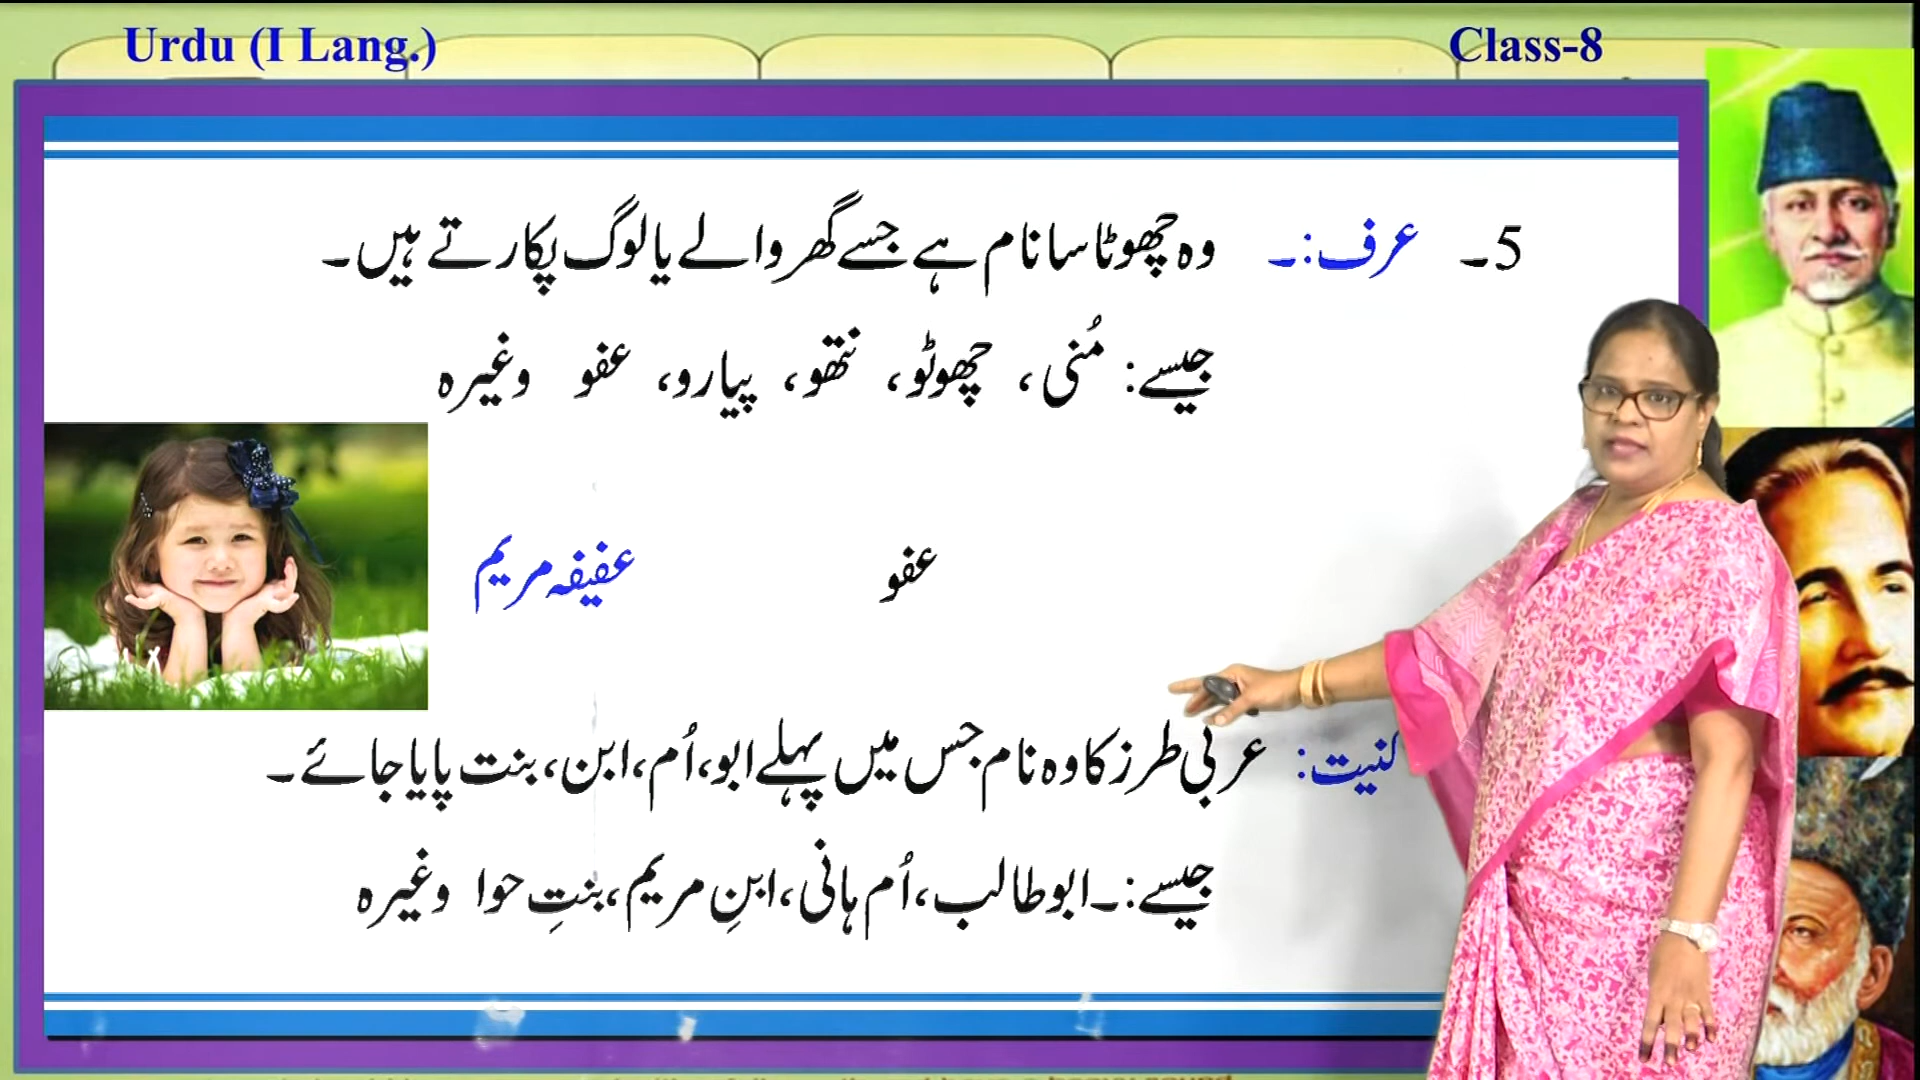 Urdu (I Lang.)
Class-8
5۔ عرف:۔ وہ چھوٹا سا نام ہے جسے گھر والے یا لوگ پکارتے ہیں۔
جیسے: مُنی، چھوٹو، نتھو، پیارو، عفو وغیرہ
عفو عفیفہ مریم
کنیت: عربی طرز کا وہ نام جس میں پہلے ابو، اُم، ابن، بنت پایا جائے۔
جیسے:۔ ابو طالب، اُم ہانی، ابنِ مریم، بنتِ حوا وغیرہ